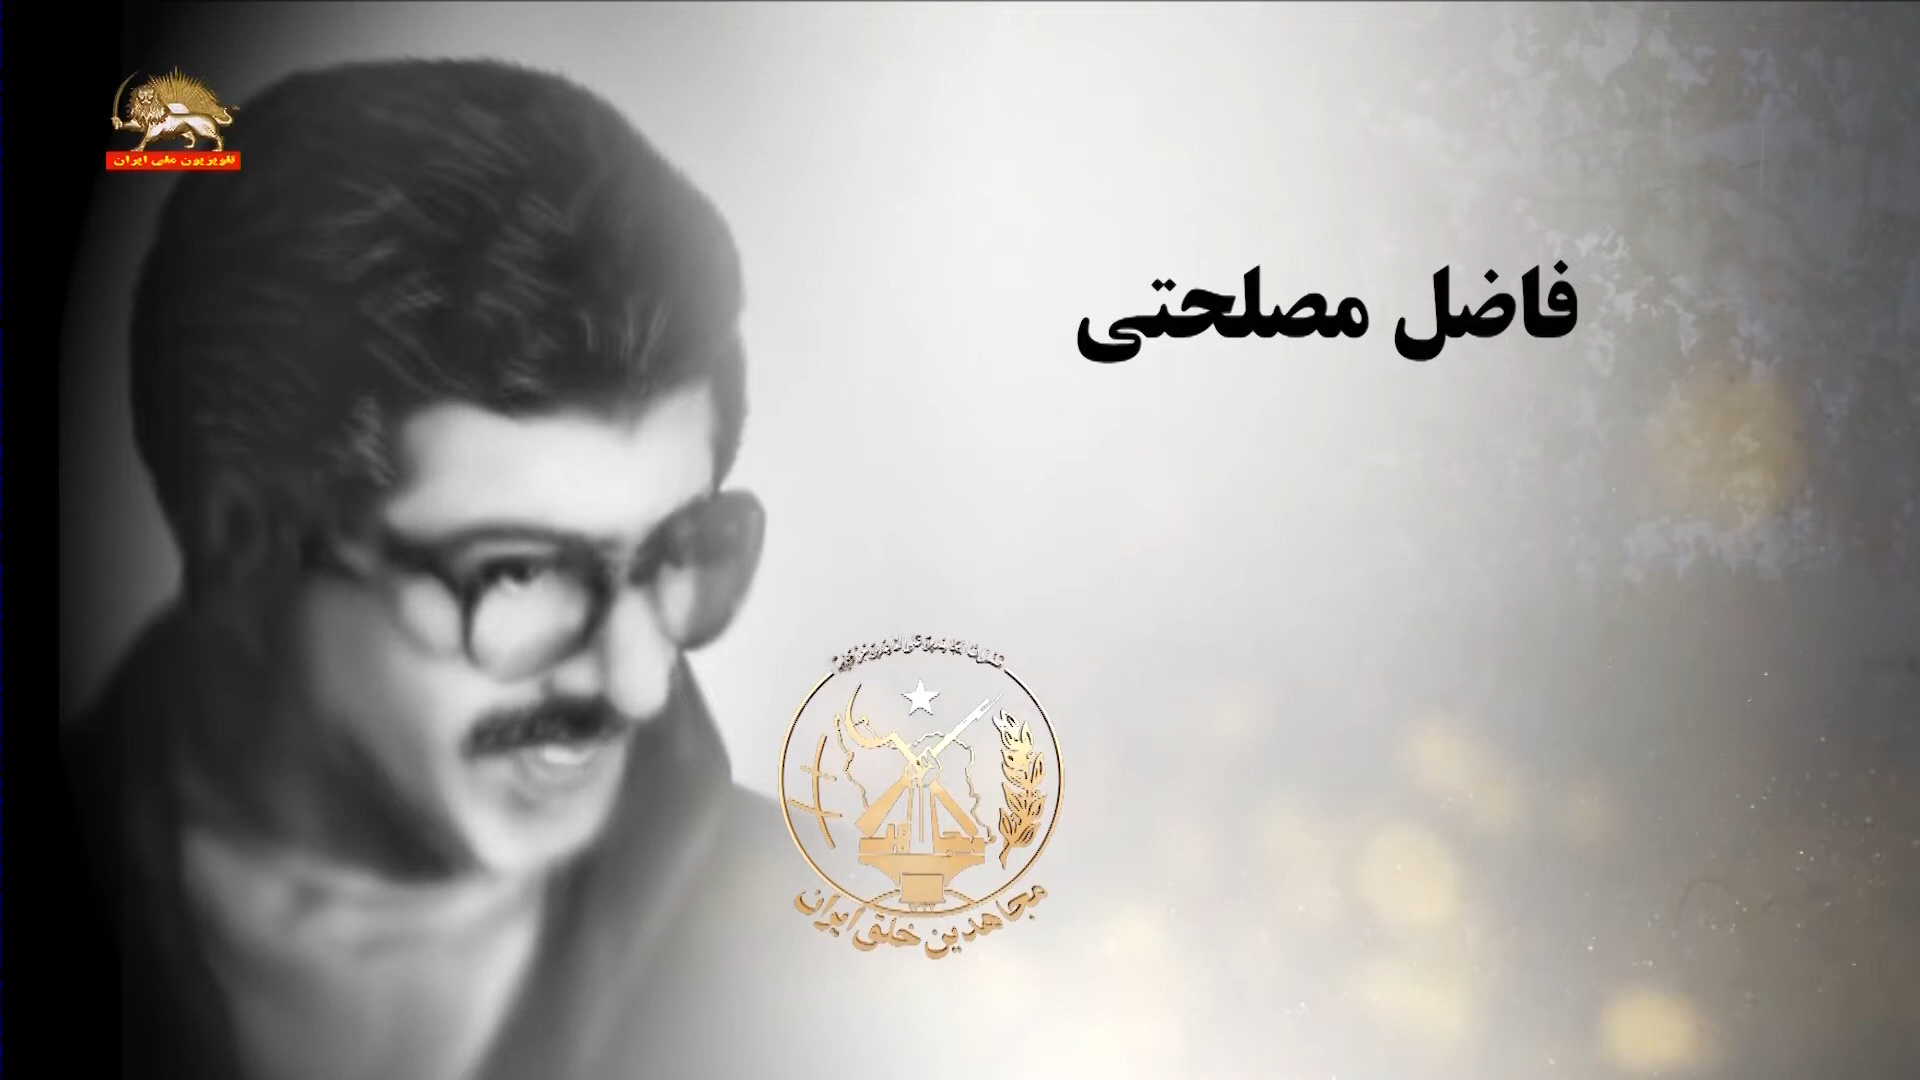 تلویزیون ملی ایران
فاضل مصلحتی
مجاهدین خلق ایران